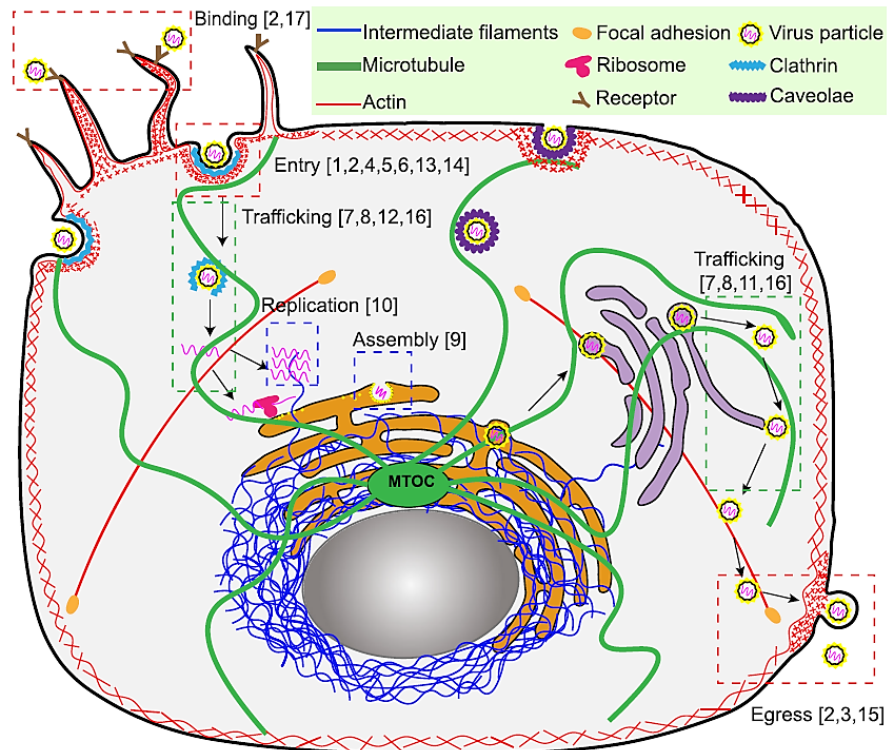 Binding [2,17]
Intermediate filaments
Focal adhesion
Virus particle
Microtubule
Ribosome
Clathrin
Actin
Receptor
Caveolae
Entry [1,2,4,5,6,13,14]
Trafficking [7,8,12,16]
Trafficking
[7,8,11,16]
Replication [10]
Assembly [9]
MTOC
Egress [2,3,15]